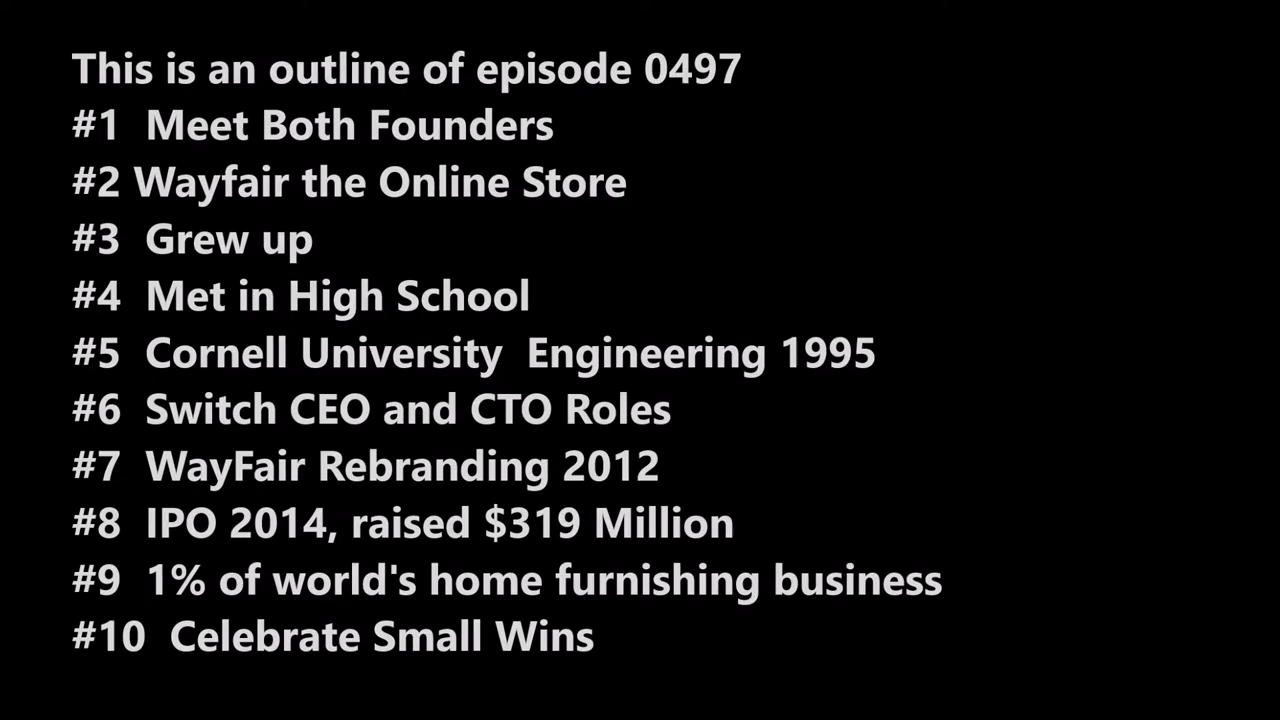 This is an outline of episode 0497
#1  Meet Both Founders
#2 Wayfair the Online Store
#3  Grew up
#4  Met in High School
#5  Cornell University  Engineering 1995
#6  Switch CEO and CTO Roles
#7  WayFair Rebranding 2012
#8  IPO 2014, raised $319 Million
#9  1% of world's home furnishing business
#10  Celebrate Small Wins